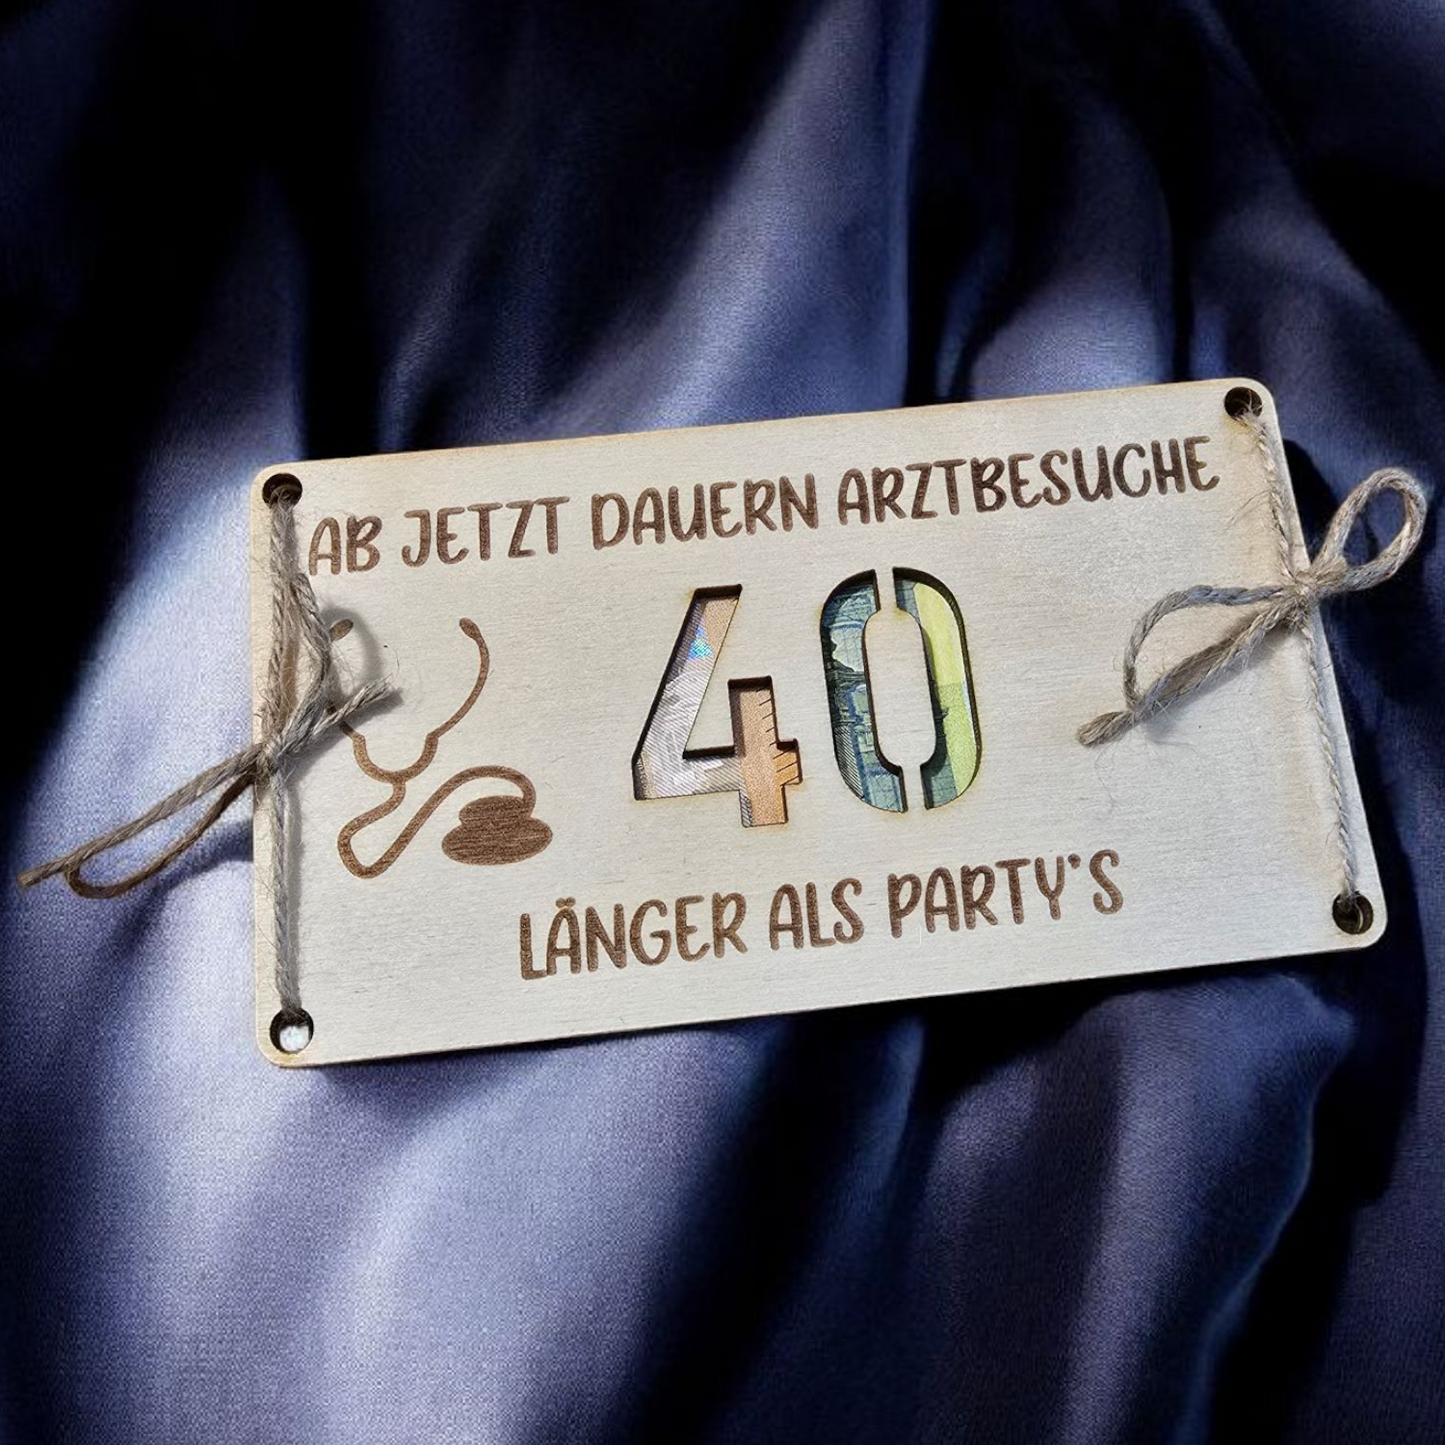 AB JETZT DAUERN ARZTBESUCHE
40
LÄNGER ALS PARTY'S